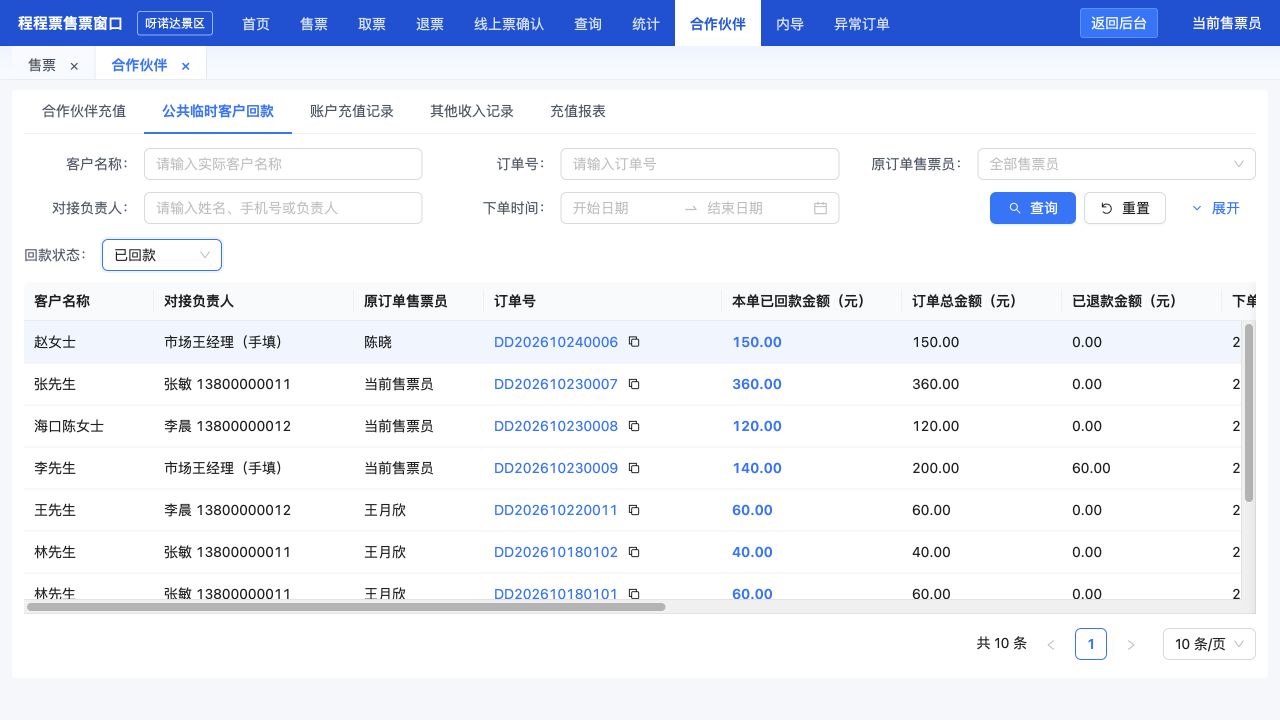 程程票售票窗口 呀诺达景区 首页 售票 取票 退票 线上票确认 查询 统计 合作伙伴 内导 异常订单 返回后台 当前售票员
售票 × 合作伙伴 ×
合作伙伴充值 公共临时客户回款 账户充值记录 其他收入记录 充值报表
客户名称： 请输入实际客户名称 订单号： 请输入订单号 原订单售票员： 全部售票员
对接负责人： 请输入姓名、手机号或负责人 下单时间： 开始日期 → 结束日期 查询 重置 展开
回款状态： 已回款
客户名称 对接负责人 原订单售票员 订单号 本单已回款金额（元） 订单总金额（元） 已退款金额（元） 下单
赵女士 市场王经理（手填） 陈晓 DD202610240006 150.00 150.00 0.00 2
张先生 张敏 13800000011 当前售票员 DD202610230007 360.00 360.00 0.00 2
海口陈女士 李晨 13800000012 当前售票员 DD202610230008 120.00 120.00 0.00 2
李先生 市场王经理（手填） 当前售票员 DD202610230009 140.00 200.00 60.00 2
王先生 李晨 13800000012 王月欣 DD202610220011 60.00 60.00 0.00 2
林先生 张敏 13800000011 王月欣 DD202610180102 40.00 40.00 0.00 2
林先生 张敏 13800000011 王月欣 DD202610180101 60.00 60.00 0.00 2
共 10 条 < 1 > 10 条/页